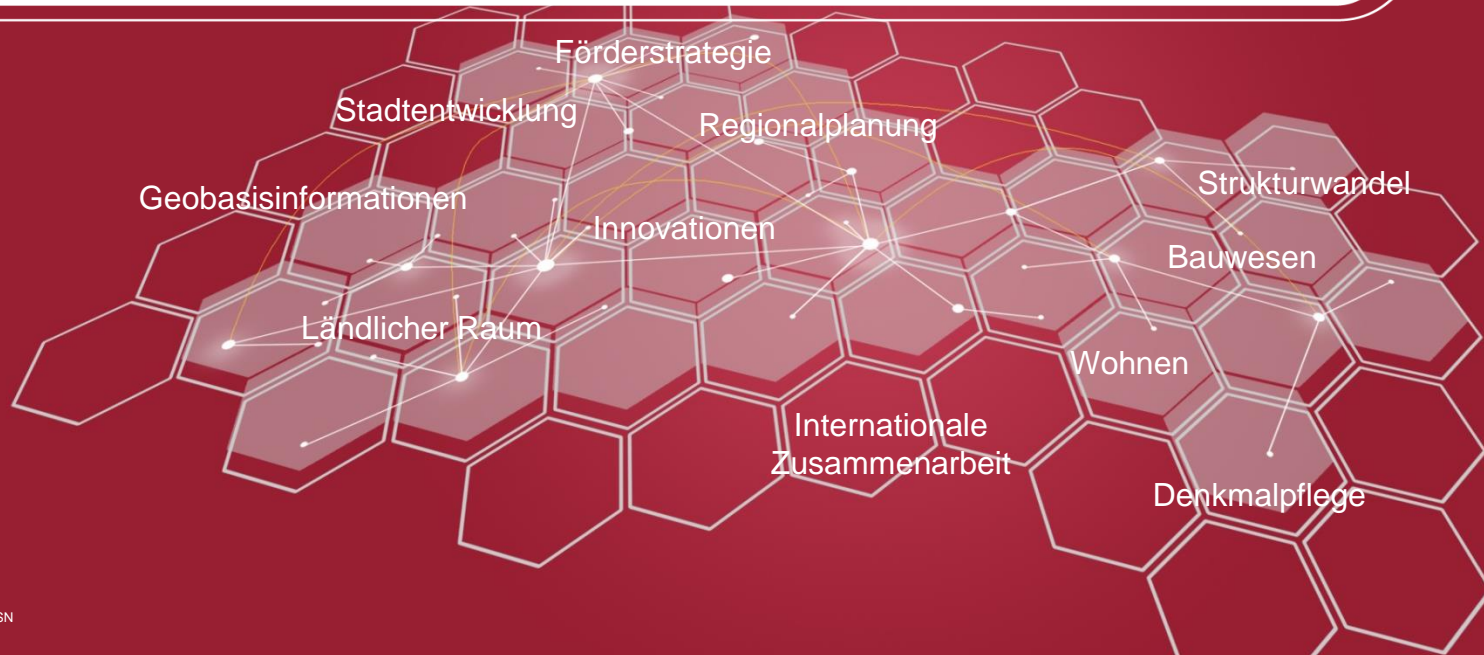 Förderstrategie
Stadtentwicklung
Regionalplanung
Geobasisinformationen
Strukturwandel
Innovationen
Bauwesen
Ländlicher Raum
Wohnen
Internationale
Zusammenarbeit
Denkmalpflege